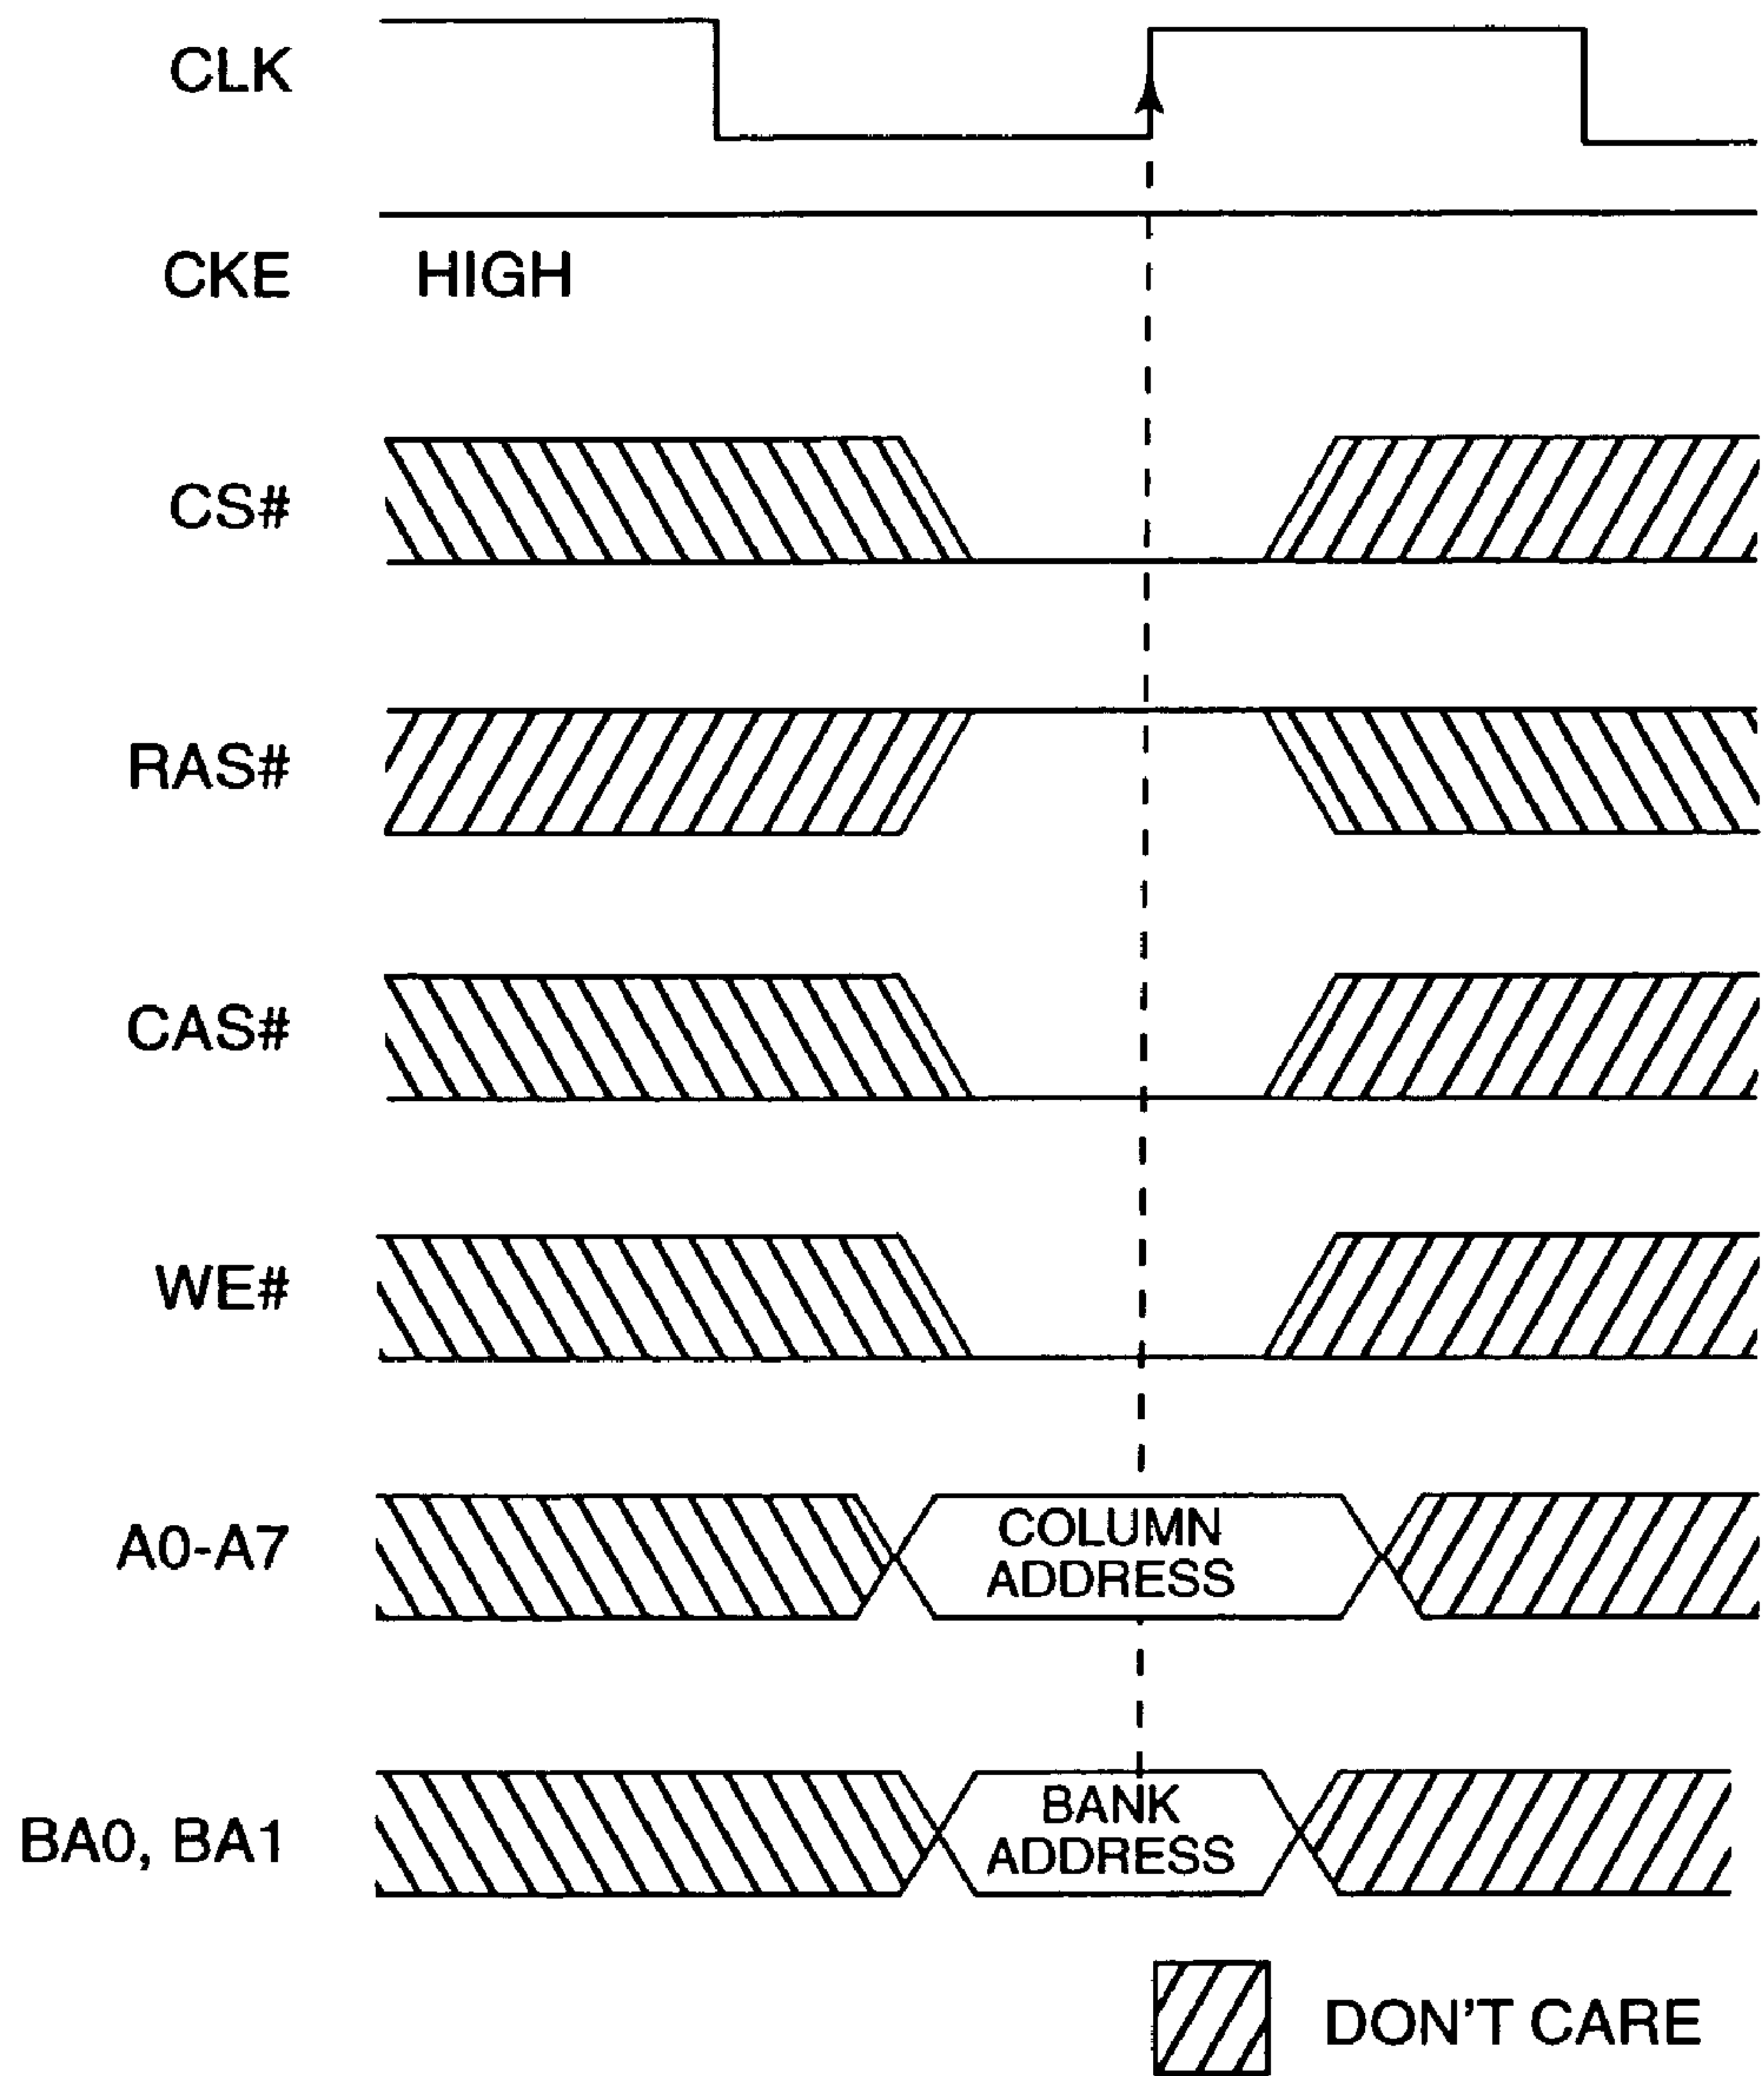 CLK
CKE HIGH
CS#
RAS#
CAS#
WE#
A0-A7 COLUMN
ADDRESS
BA0, BA1 BANK
ADDRESS
DON'T CARE